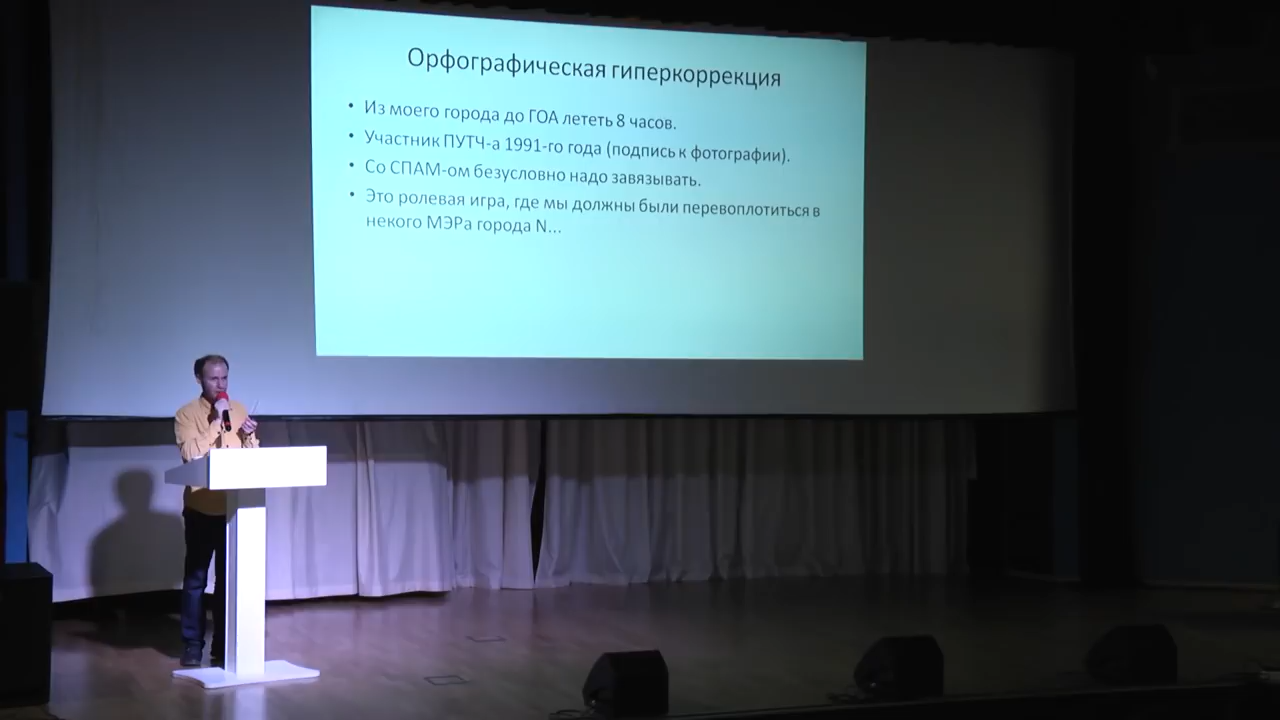 Орфографическая гиперкоррекция
• Из моего города до ГОА лететь 8 часов.
• Участник ПУТЧ-а 1991-го года (подпись к фотографии).
• Со СПАМ-ом безусловно надо завязывать.
• Это ролевая игра, где мы должны были перевоплотиться в
некого МЭРа города N...